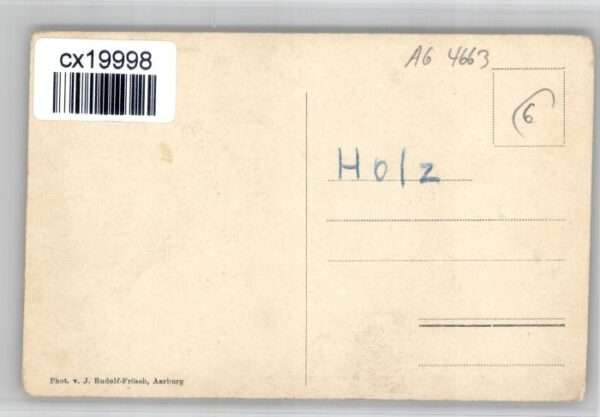 cx19998
AG 4663
6
Holz
Phot. v. J. Rudolf-Fritsch, Aarburg